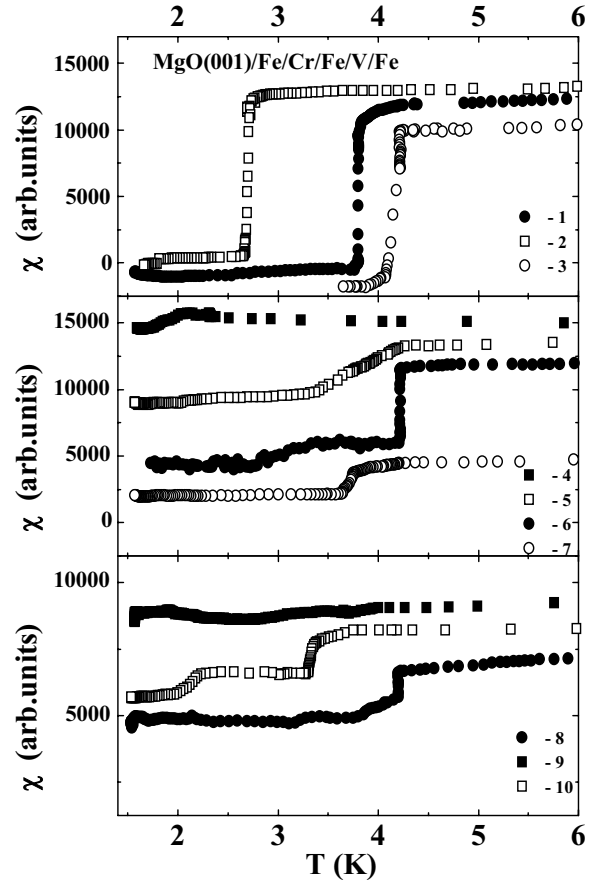 2 3 4 5 6
MgO(001)/Fe/Cr/Fe/V/Fe
15000
10000
5000
0
χ (arb.units)
- 1
- 2
- 3
15000
10000
5000
0
χ (arb.units)
- 4
- 5
- 6
- 7
10000
5000
χ (arb.units)
- 8
- 9
- 10
2 3 4 5 6
T (K)